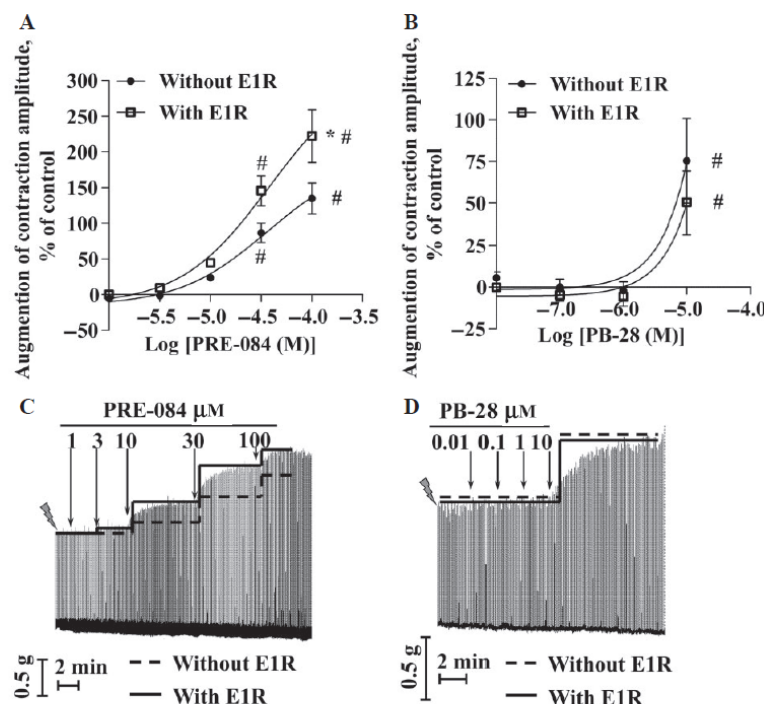 A
Augmention of contraction amplitude,
% of control
Without E1R
With E1R
300
250
200
150
100
50
0
−50
#
* #
#
#
−5.5 −5.0 −4.5 −4.0 −3.5
Log [PRE-084 (M)]
B
Augmention of contraction amplitude,
% of control
Without E1R
With E1R
125
100
75
50
25
0
−25
#
#
−7.0 −6.0 −5.0 −4.0
Log [PB-28 (M)]
C
PRE-084 μM
1 3 10 30 100
0.5 g
2 min
Without E1R
With E1R
D
PB-28 μM
0.01 0.1 1 10
0.5 g
2 min
Without E1R
With E1R